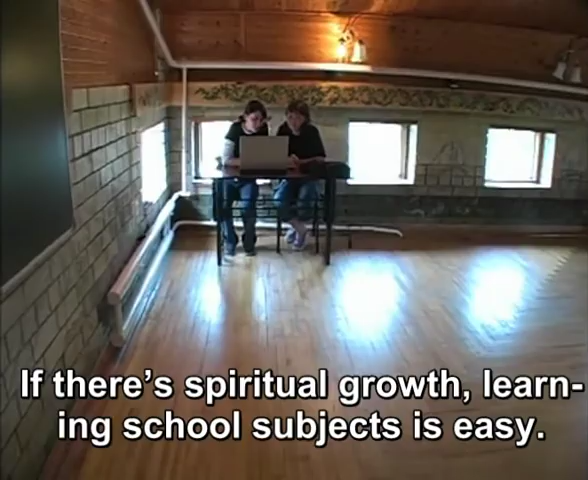 If there's spiritual growth, learn-
ing school subjects is easy.